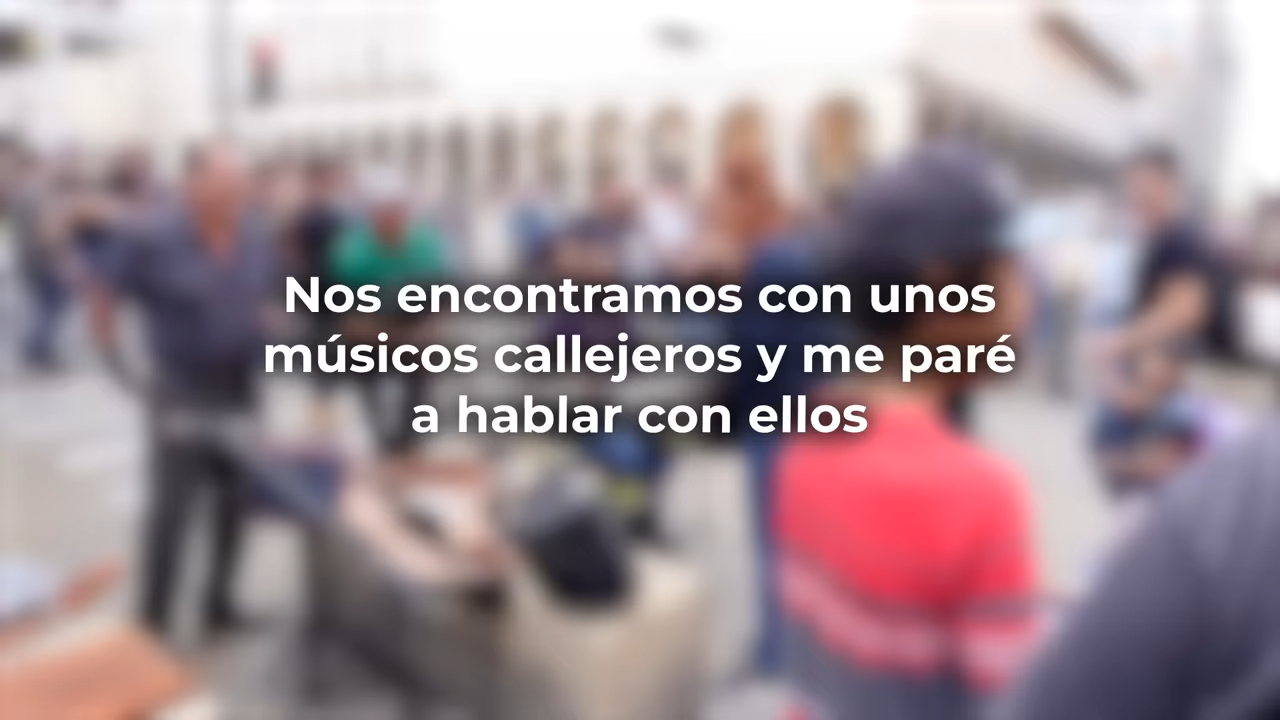 Nos encontramos con unos
músicos callejeros y me paré
a hablar con ellos